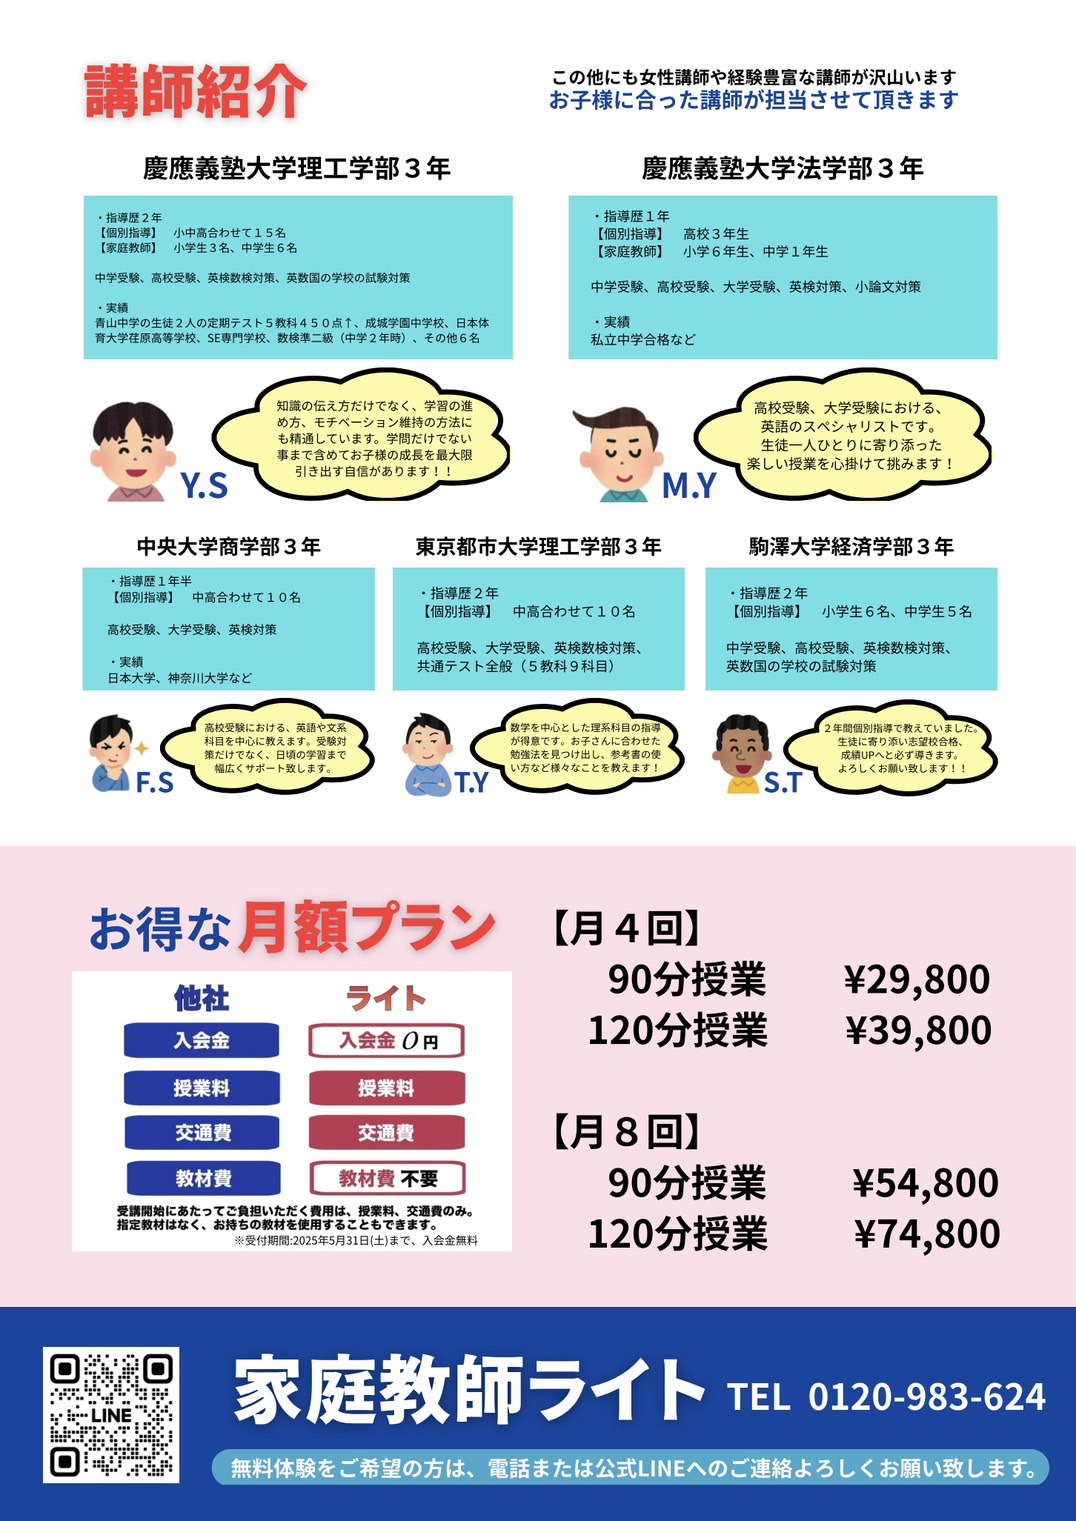 講師紹介
この他にも女性講師や経験豊富な講師が沢山います
お子様に合った講師が担当させて頂きます
慶應義塾大学理工学部３年
・指導歴２年
【個別指導】　小中高合わせて１５名
【家庭教師】　小学生３名、中学生６名
中学受験、高校受験、英検数検対策、英数国の学校の試験対策
・実績
青山中学の生徒２人の定期テスト５教科４５０点↑、成城学園中学校、日本体
育大学荏原高等学校、SE専門学校、数検準二級（中学２年時）、その他６名
知識の伝え方だけでなく、学習の進
め方、モチベーション維持の方法に
も精通しています。学問だけでない
事まで含めてお子様の成長を最大限
引き出す自信があります！！
Y.S
慶應義塾大学法学部３年
・指導歴１年
【個別指導】　高校３年生
【家庭教師】　小学６年生、中学１年生
中学受験、高校受験、大学受験、英検対策、小論文対策
・実績
私立中学合格など
高校受験、大学受験における、
英語のスペシャリストです。
生徒一人ひとりに寄り添った
楽しい授業を心掛けて挑みます！
M.Y
中央大学商学部３年
・指導歴１年半
【個別指導】　中高合わせて１０名
高校受験、大学受験、英検対策
・実績
日本大学、神奈川大学など
高校受験における、英語や文系
科目を中心に教えます。受験対
策だけでなく、日頃の学習まで
幅広くサポート致します。
F.S
東京都市大学理工学部３年
・指導歴２年
【個別指導】　中高合わせて１０名
高校受験、大学受験、英検数検対策、
共通テスト全般（５教科９科目）
数学を中心とした理系科目の指導
が得意です。お子さんに合わせた
勉強法を見つけ出し、参考書の使
い方など様々なことを教えます！
T.Y
駒澤大学経済学部３年
・指導歴２年
【個別指導】　小学生６名、中学生５名
中学受験、高校受験、英検数検対策、
英数国の学校の試験対策
２年間個別指導で教えていました。
生徒に寄り添い志望校合格、
成績UPへと必ず導きます。
よろしくお願い致します！！
S.T
お得な月額プラン
他社
ライト
入会金
入会金 0 円
授業料
授業料
交通費
交通費
教材費
教材費 不要
受講開始にあたってご負担いただく費用は、授業料、交通費のみ。
指定教材はなく、お持ちの教材を使用することもできます。
※受付期間:2025年5月31日(土)まで、入会金無料
【月４回】
90分授業　¥29,800
120分授業　¥39,800
【月８回】
90分授業　¥54,800
120分授業　¥74,800
LINE
家庭教師ライト
TEL 0120-983-624
無料体験をご希望の方は、電話または公式LINEへのご連絡よろしくお願い致します。